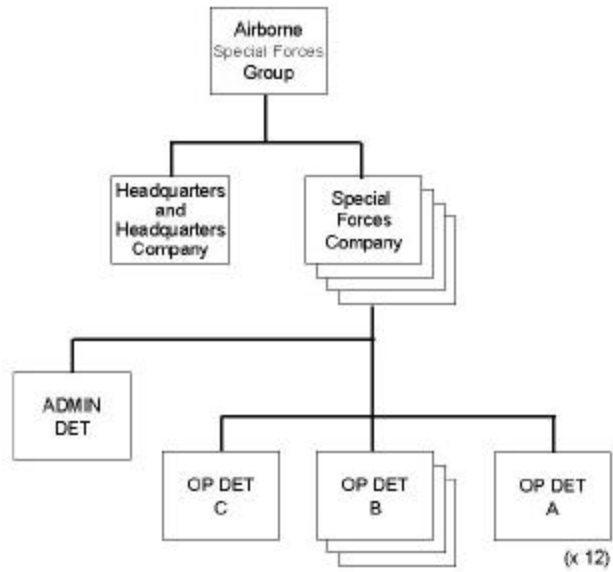 Airborne
Special Forces
Group
Headquarters
and
Headquarters
Company
Special
Forces
Company
ADMIN
DET
OP DET
C
OP DET
B
OP DET
A
(x 12)